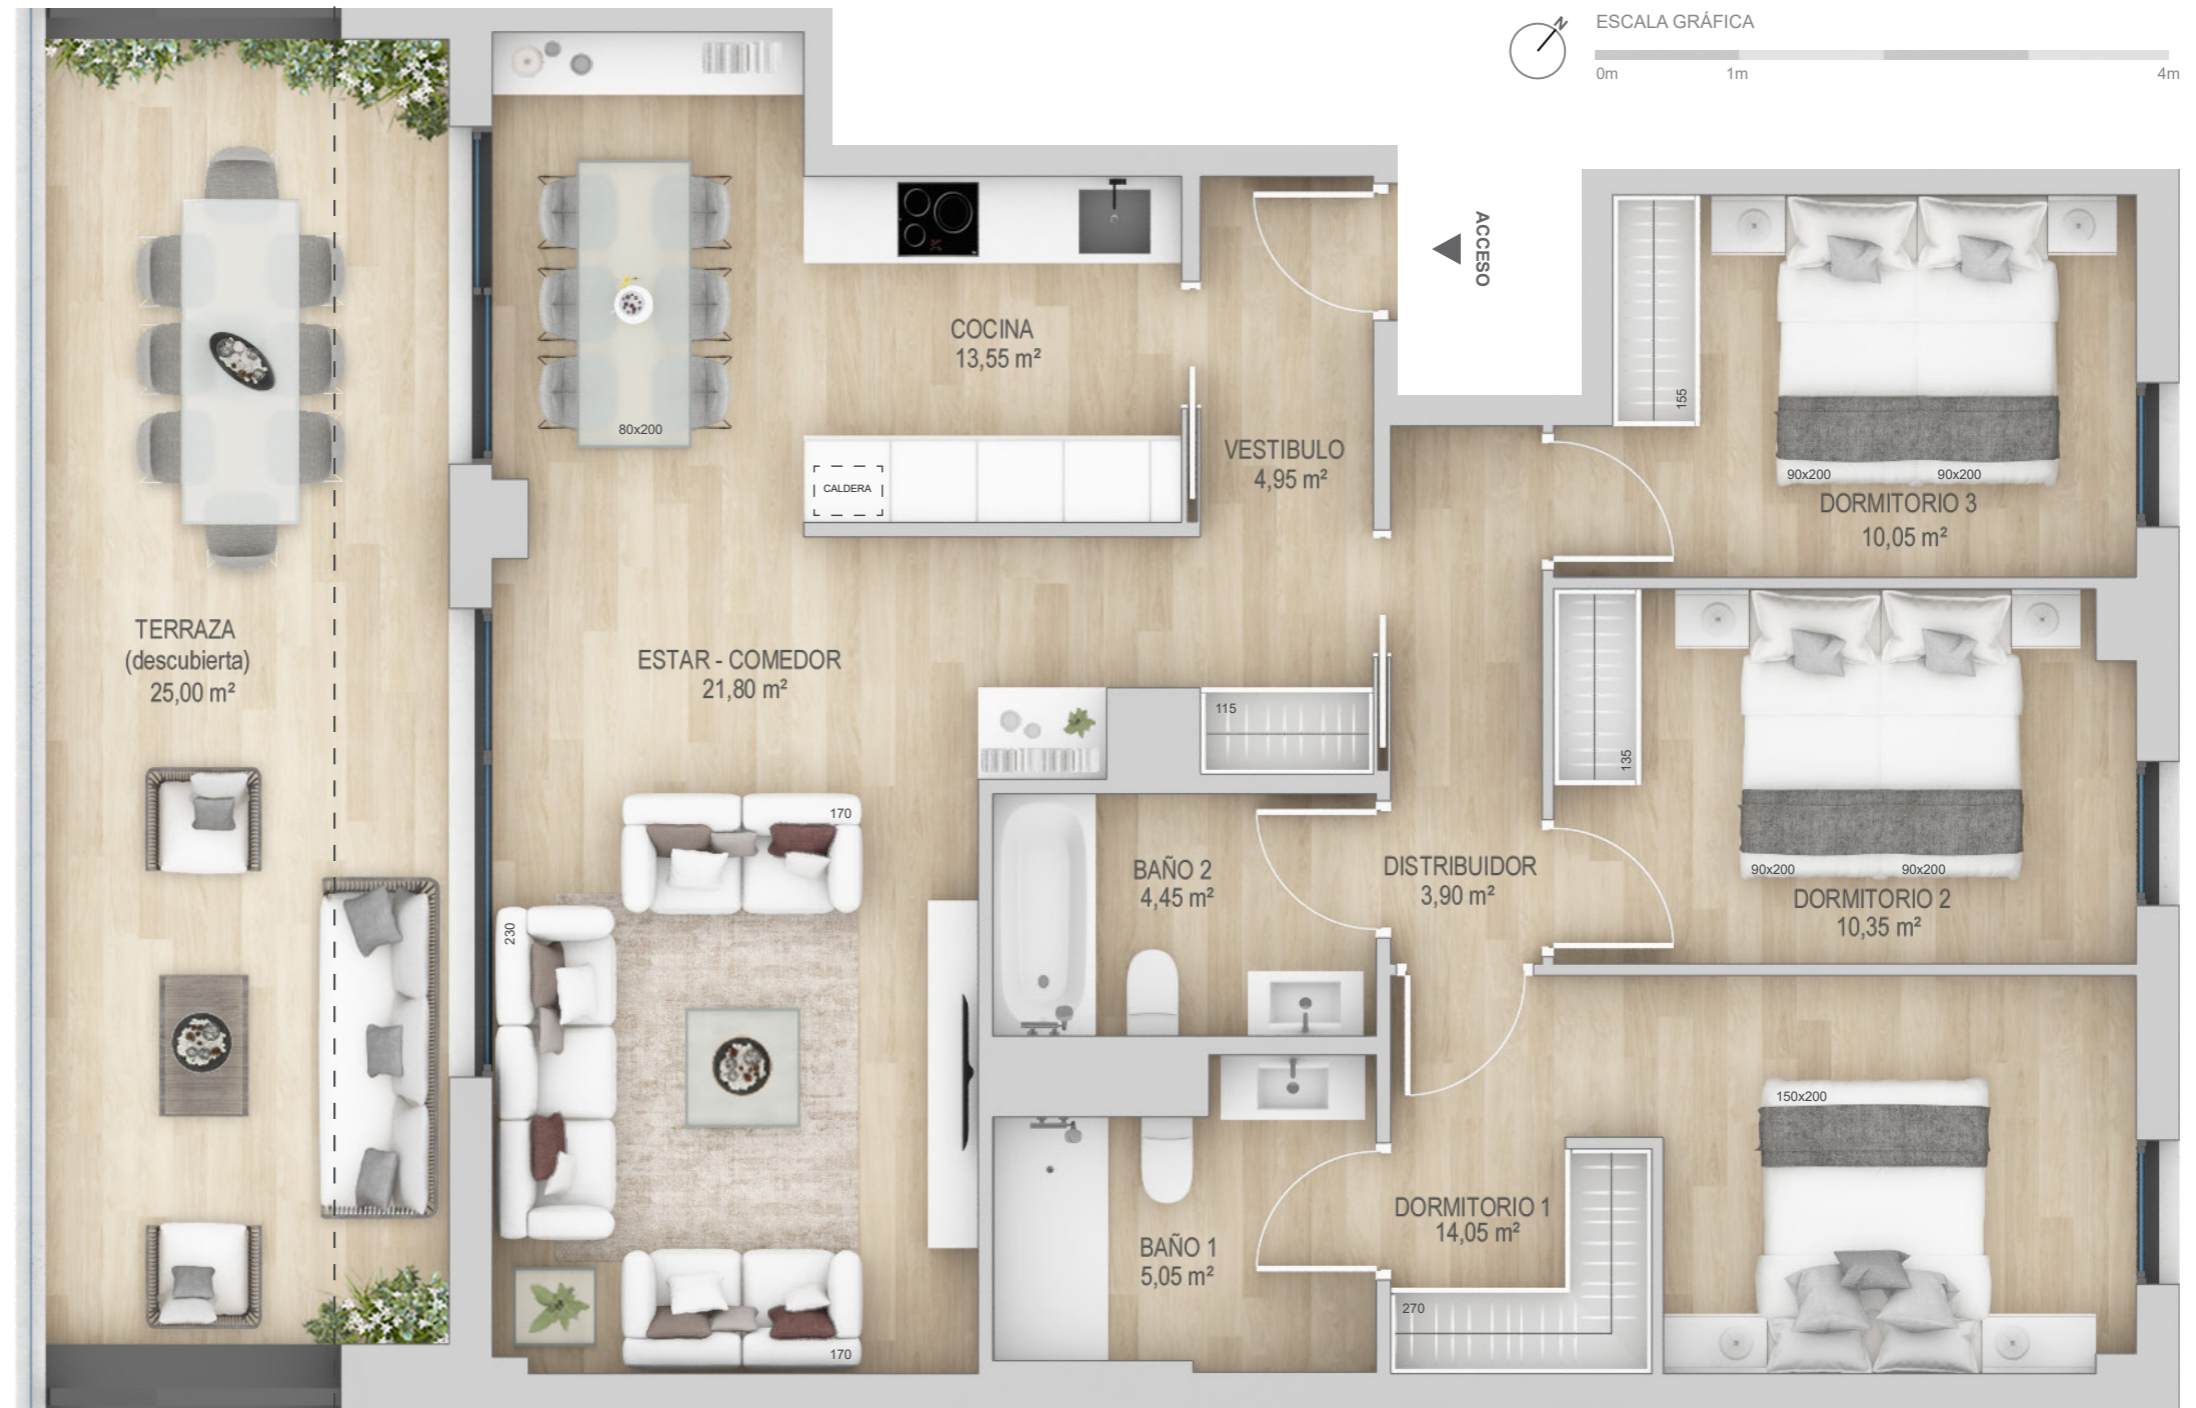 N
ESCALA GRÁFICA
0m
1m
4m
ACCESO
COCINA
13,55 m²
80x200
CALDERA
VESTIBULO
4,95 m²
155
90x200
90x200
DORMITORIO 3
10,05 m²
TERRAZA
(descubierta)
25,00 m²
ESTAR - COMEDOR
21,80 m²
115
135
170
230
BAÑO 2
4,45 m²
DISTRIBUIDOR
3,90 m²
90x200
90x200
DORMITORIO 2
10,35 m²
150x200
DORMITORIO 1
14,05 m²
BAÑO 1
5,05 m²
270
170